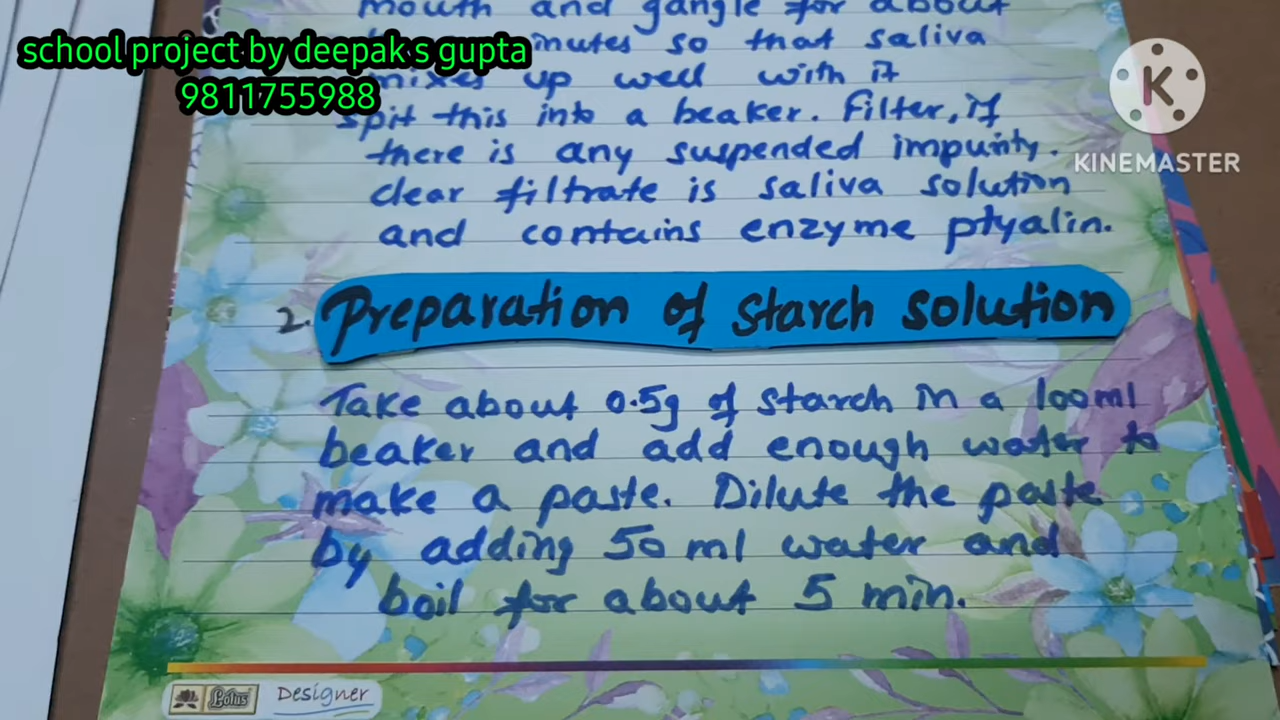 mouth and gangle for about
school project by deepak s gupta
minutes so that saliva
9811755988
mixes up well with it
spit this into a beaker. Filter, if
there is any suspended impurity.
clear filtrate is saliva solution
and contains enzyme ptyalin.
K
KINEMASTER
2. Preparation of starch solution
Take about 0.5g of starch in a 100ml
beaker and add enough water to
make a paste. Dilute the paste
by adding 50 ml water and
boil for about 5 min.
Lotus Designer